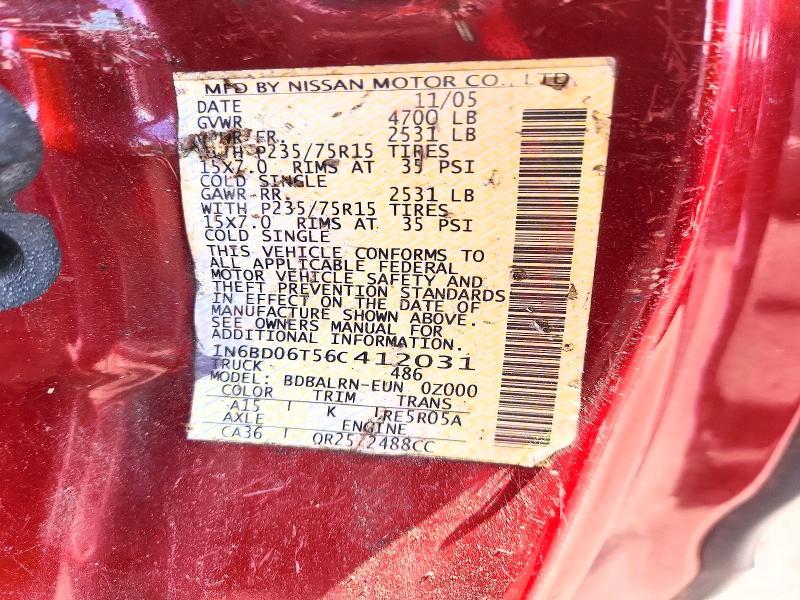 MFD BY NISSAN MOTOR CO., LTD
DATE 11/05
GVWR 4700 LB
FR. 2531 LB
P235/75R15 TIRES
15X7.0 RIMS AT 35 PSI
COLD SINGLE
GAWR RR. 2531 LB
WITH P235/75R15 TIRES
15X7.0 RIMS AT 35 PSI
COLD SINGLE
THIS VEHICLE CONFORMS TO
ALL APPLICABLE FEDERAL
MOTOR VEHICLE SAFETY AND
THEFT PREVENTION STANDARDS
IN EFFECT ON THE DATE OF
MANUFACTURE SHOWN ABOVE.
SEE OWNERS MANUAL FOR
ADDITIONAL INFORMATION.
1N6BD06T56C412031
TRUCK 486
MODEL: BDBALRN-EUN 0Z000
COLOR TRIM TRANS
A15 K RE5R05A
AXLE ENGINE
CA36 2488CC